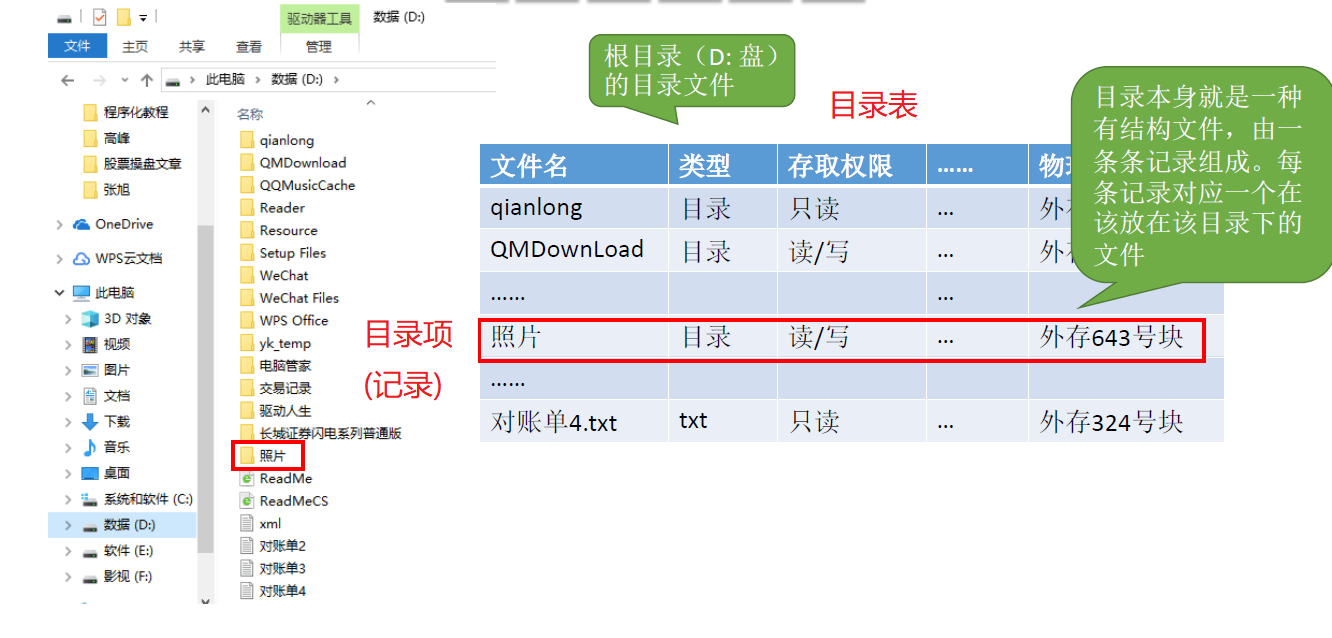 驱动器工具
数据 (D:)
文件
主页
共享
查看
管理
此电脑
数据 (D:)
程序化教程
高峰
股票操盘文章
张旭
OneDrive
WPS云文档
此电脑
3D 对象
视频
图片
文档
下载
音乐
桌面
系统和软件 (C:)
数据 (D:)
软件 (E:)
影视 (F:)
名称
qianlong
QMDownload
QQMusicCache
Reader
Resource
Setup Files
WeChat
WeChat Files
WPS Office
yk_temp
电脑管家
交易记录
驱动人生
长城证券闪电系列普通版
照片
ReadMe
ReadMeCS
xml
对账单2
对账单3
对账单4
目录项
(记录)
根目录（D: 盘）
的目录文件
目录表
目录本身就是一种
有结构文件，由一
条条记录组成。每
条记录对应一个在
该放在该目录下的
文件
文件名 类型 存取权限 …… 物
qianlong 目录 只读 … 外
QMDownLoad 目录 读/写 … 外
…… …
照片 目录 读/写 … 外存643号块
……
对账单4.txt txt 只读 … 外存324号块